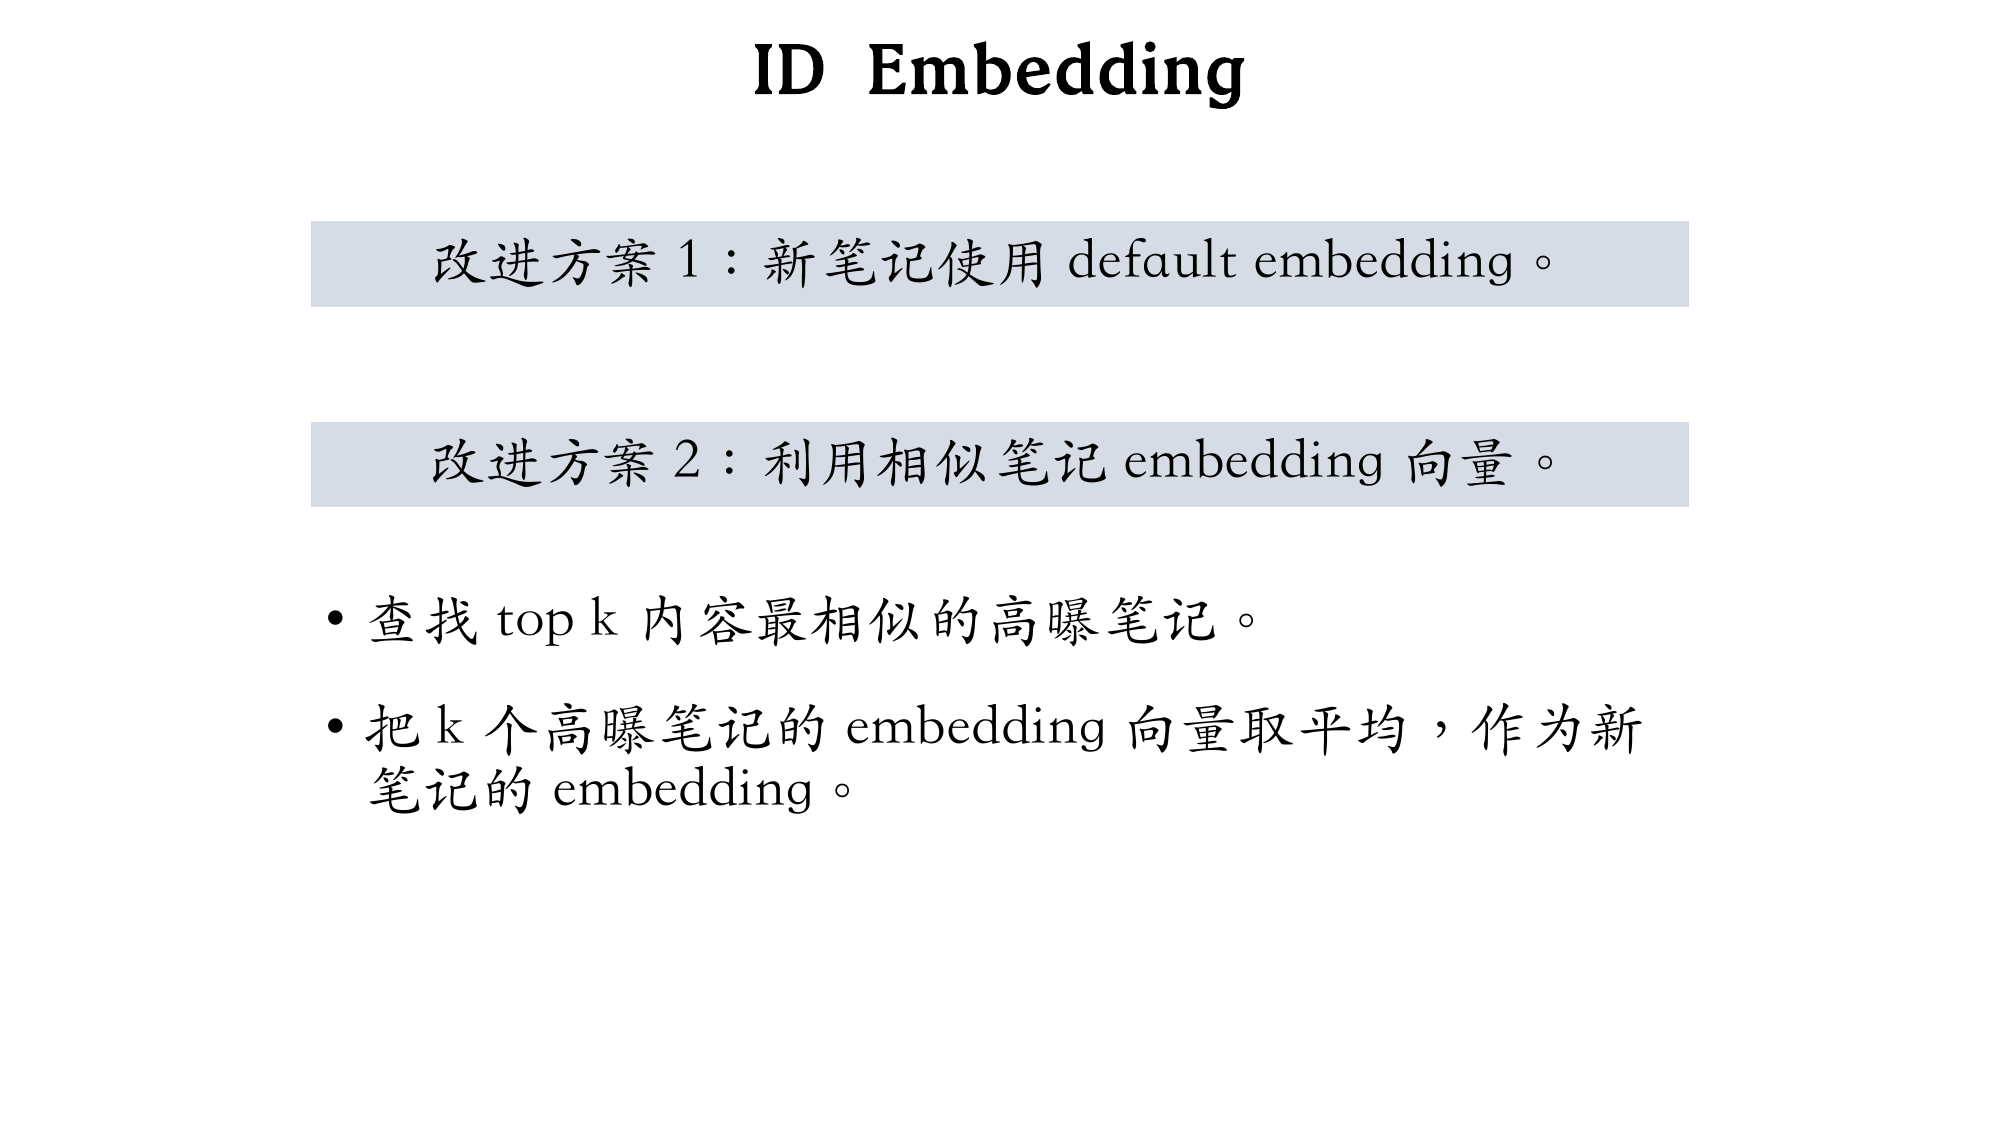 ID Embedding
改进方案 1：新笔记使用 default embedding。
改进方案 2：利用相似笔记 embedding 向量。
• 查找 top k 内容最相似的高曝笔记。
• 把 k 个高曝笔记的 embedding 向量取平均，作为新
笔记的 embedding。